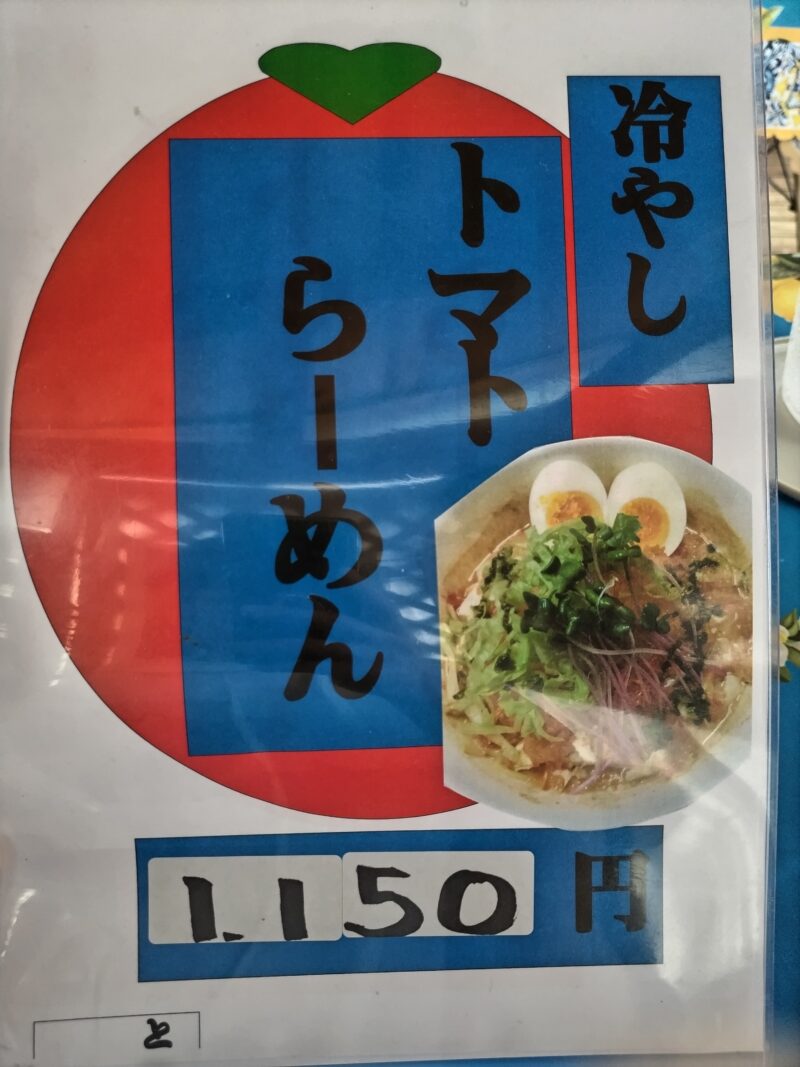 冷やし
トマト
らーめん
1,150円
と